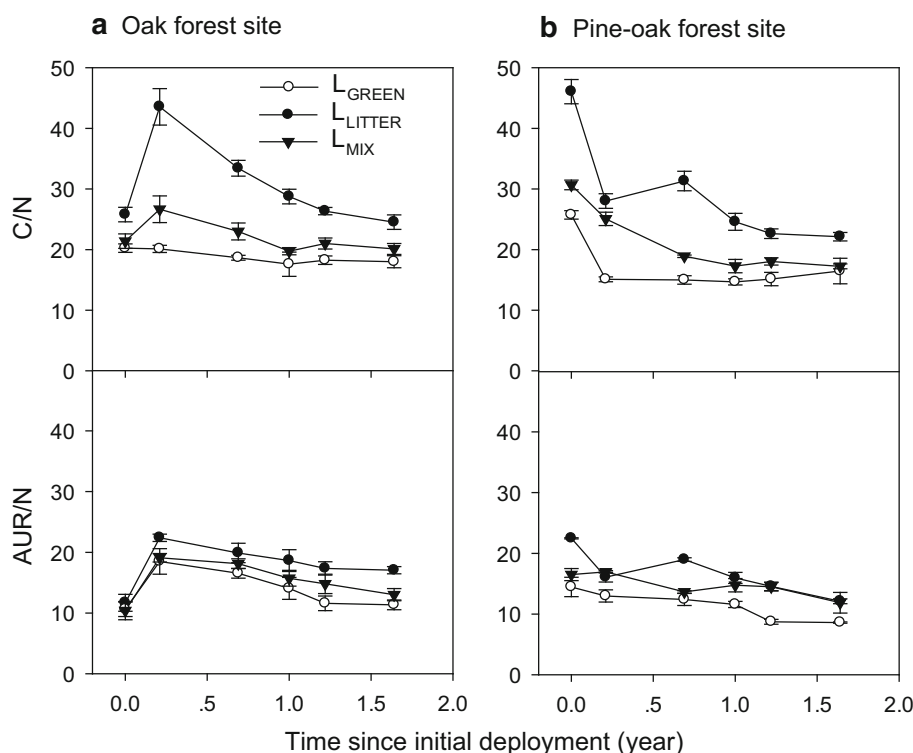 a Oak forest site
b Pine-oak forest site
50
40
30
20
10
0
C/N
L_GREEN
L_LITTER
L_MIX
50
40
30
20
10
0
40
30
20
10
0
AUR/N
0.0 .5 1.0 1.5 2.0
40
30
20
10
0
0.0 .5 1.0 1.5 2.0
Time since initial deployment (year)